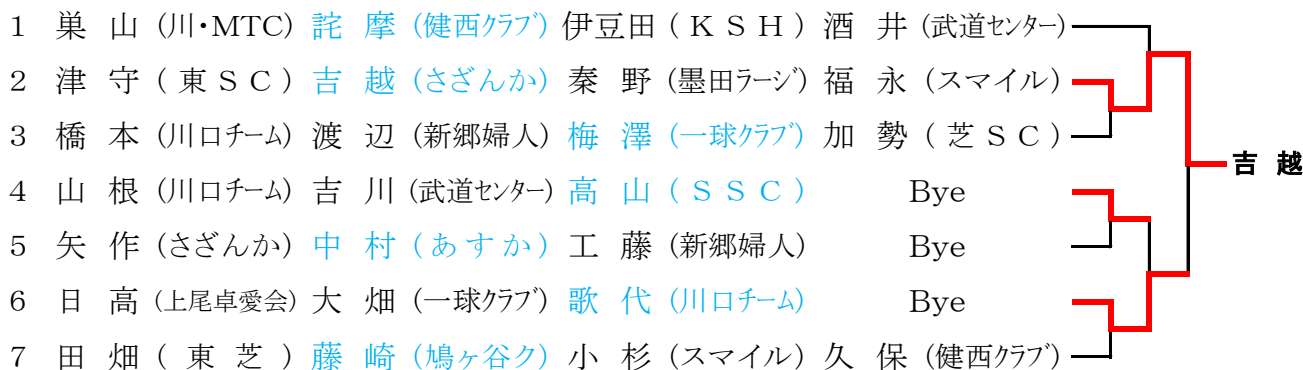 1 巣 山 (川・MTC) 詫 摩 (健西クラブ) 伊豆田 ( K S H ) 酒 井 (武道センター)
2 津 守 ( 東 S C ) 吉 越 (さざんか) 秦 野 (墨田ラージ) 福 永 (スマイル)
3 橋 本 (川口チーム) 渡 辺 (新郷婦人) 梅 澤 (一球クラブ) 加 勢 ( 芝 S C )
吉 越
4 山 根 (川口チーム) 吉 川 (武道センター) 高 山 ( S S C ) Bye
5 矢 作 (さざんか) 中 村 (あすか) 工 藤 (新郷婦人) Bye
6 日 高 (上尾卓愛会) 大 畑 (一球クラブ) 歌 代 (川口チーム) Bye
7 田 畑 ( 東 芝 ) 藤 崎 (鳩ヶ谷ク) 小 杉 (スマイル) 久 保 (健西クラブ)